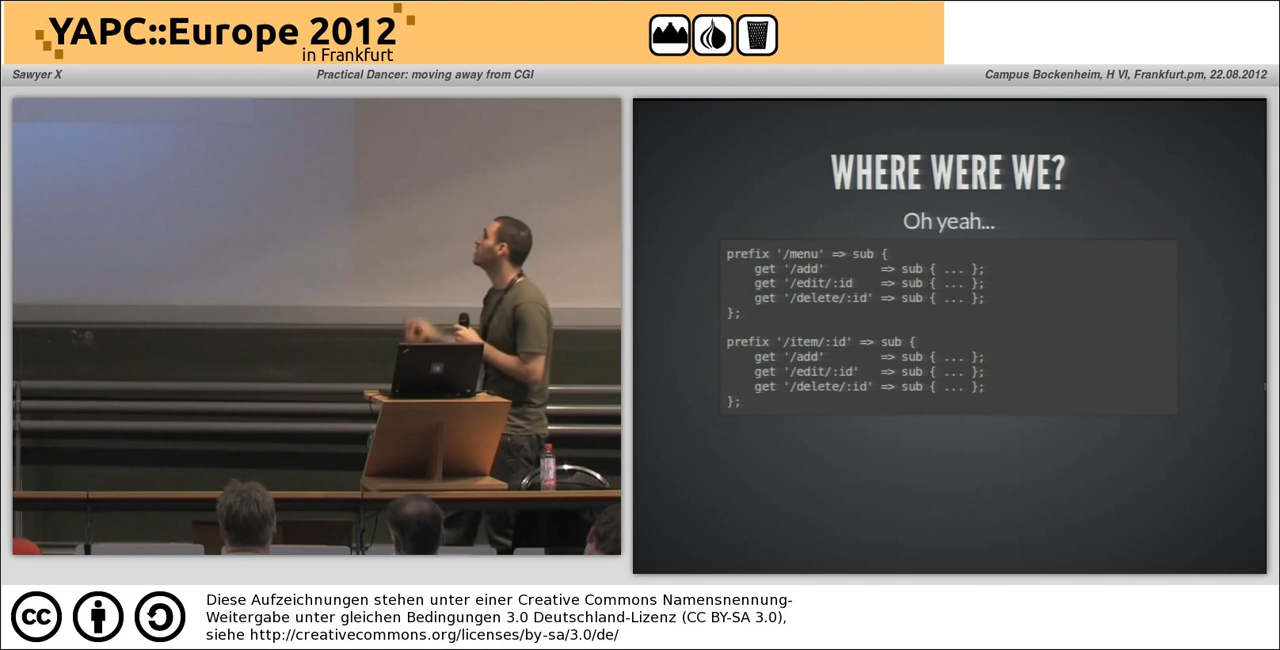 YAPC::Europe 2012
in Frankfurt
Sawyer X Practical Dancer: moving away from CGI Campus Bockenheim, H VI, Frankfurt.pm, 22.08.2012
WHERE WERE WE?
Oh yeah...
prefix '/menu' => sub {
    get '/add'        => sub { ... };
    get '/edit/:id    => sub { ... };
    get '/delete/:id' => sub { ... };
};
prefix '/item/:id' => sub {
    get '/add'        => sub { ... };
    get '/edit/:id'   => sub { ... };
    get '/delete/:id' => sub { ... };
};
cc
Diese Aufzeichnungen stehen unter einer Creative Commons Namensnennung-
Weitergabe unter gleichen Bedingungen 3.0 Deutschland-Lizenz (CC BY-SA 3.0),
siehe http://creativecommons.org/licenses/by-sa/3.0/de/